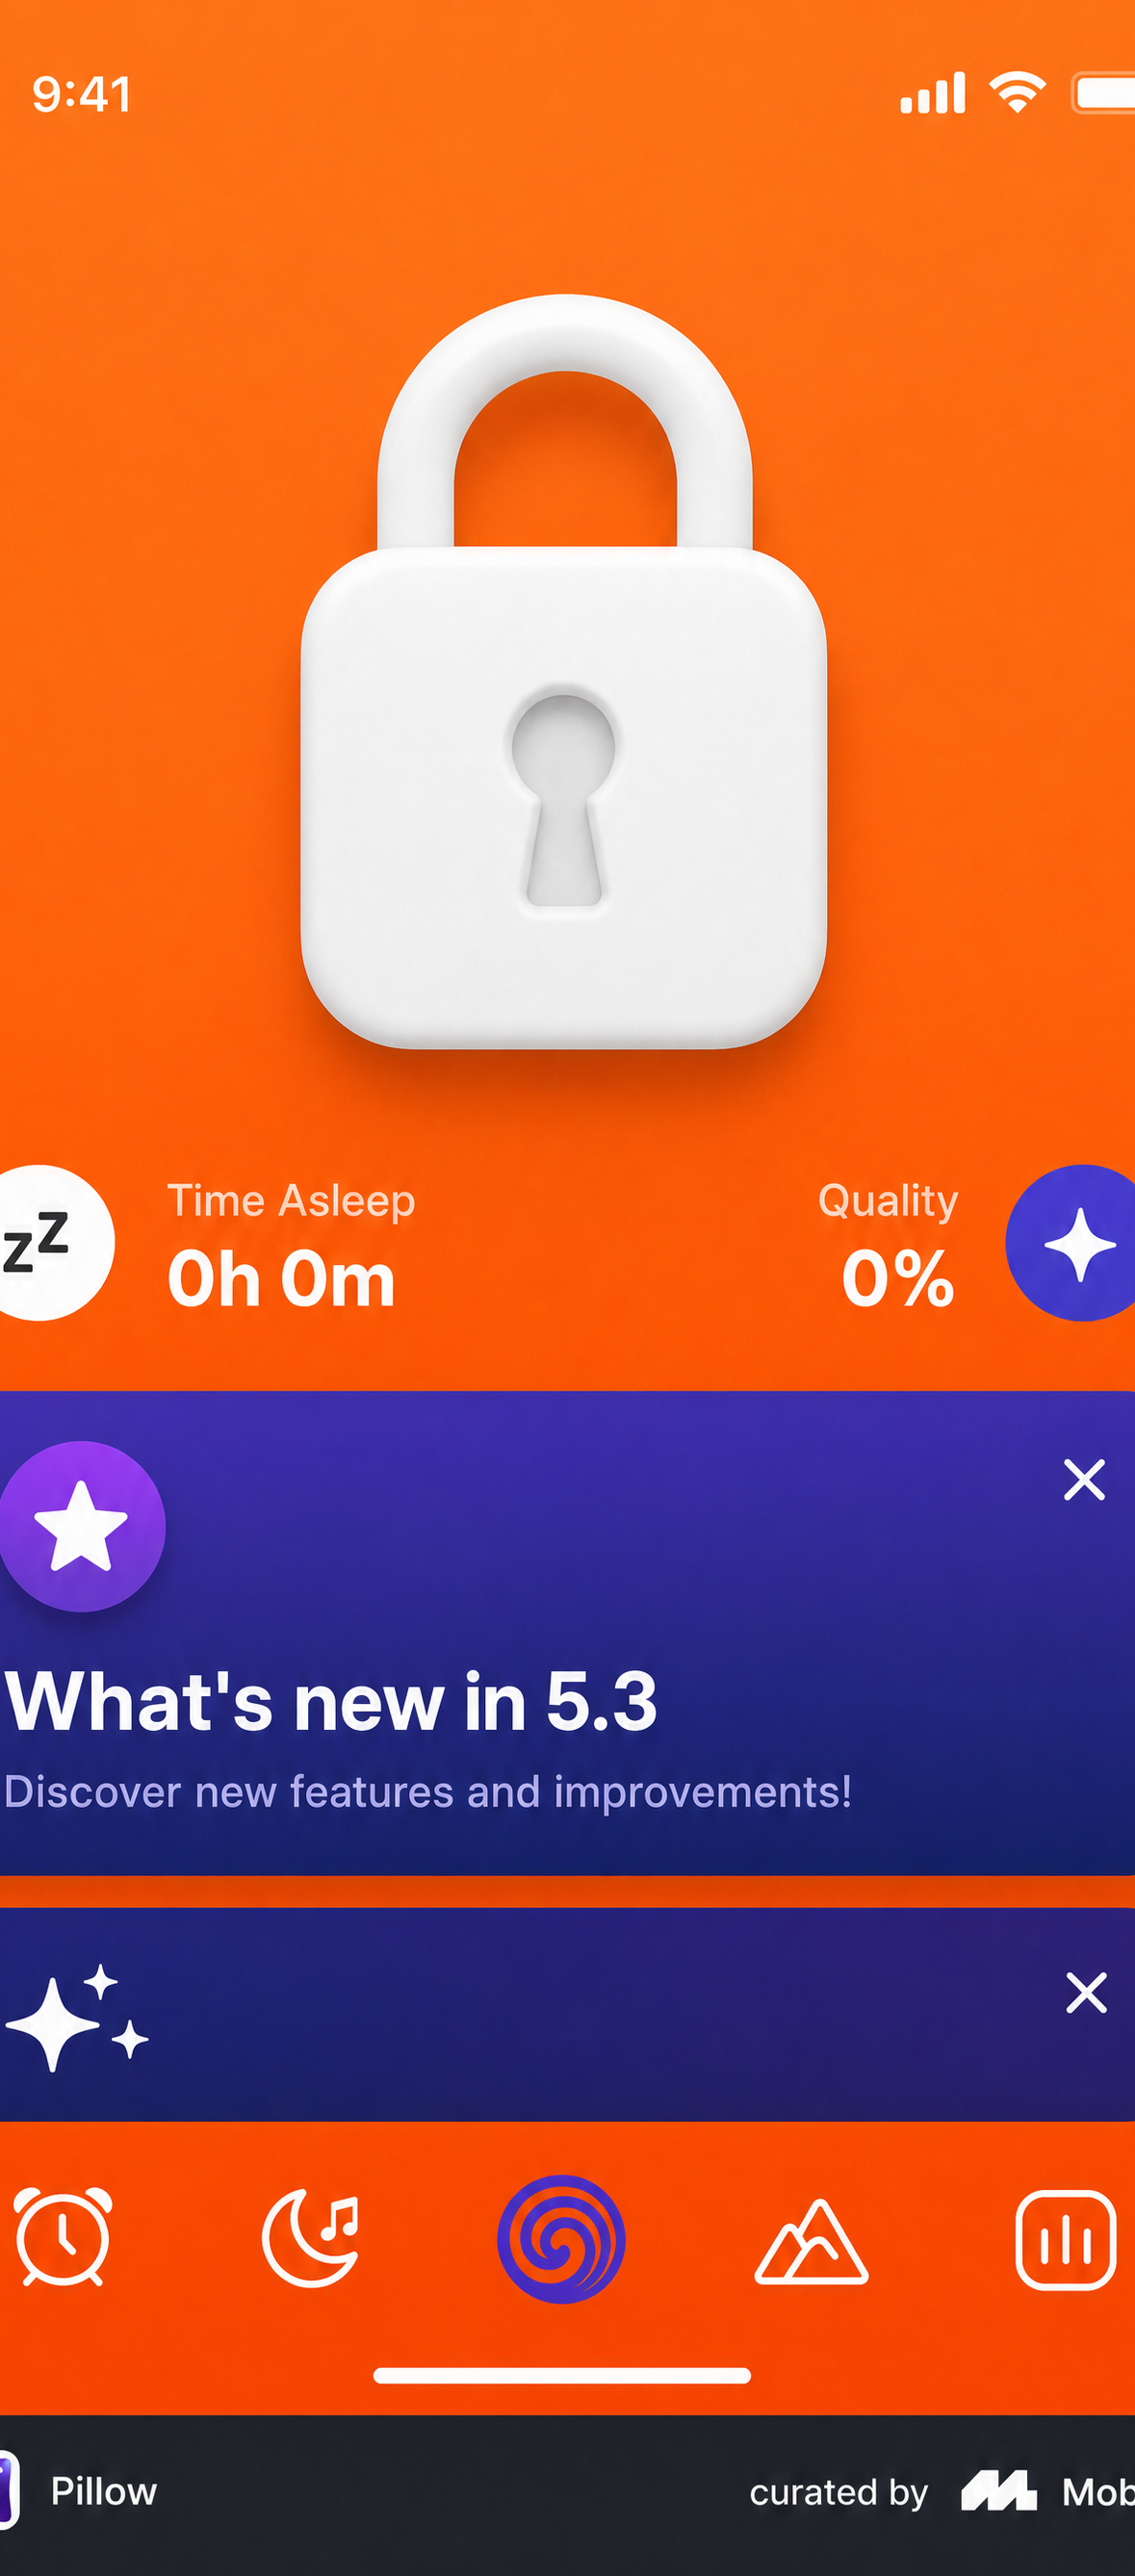 9:41
zz
Time Asleep
Quality
0h 0m
0%
What's new in 5.3
Discover new features and improvements!
Pillow
curated by
Mob